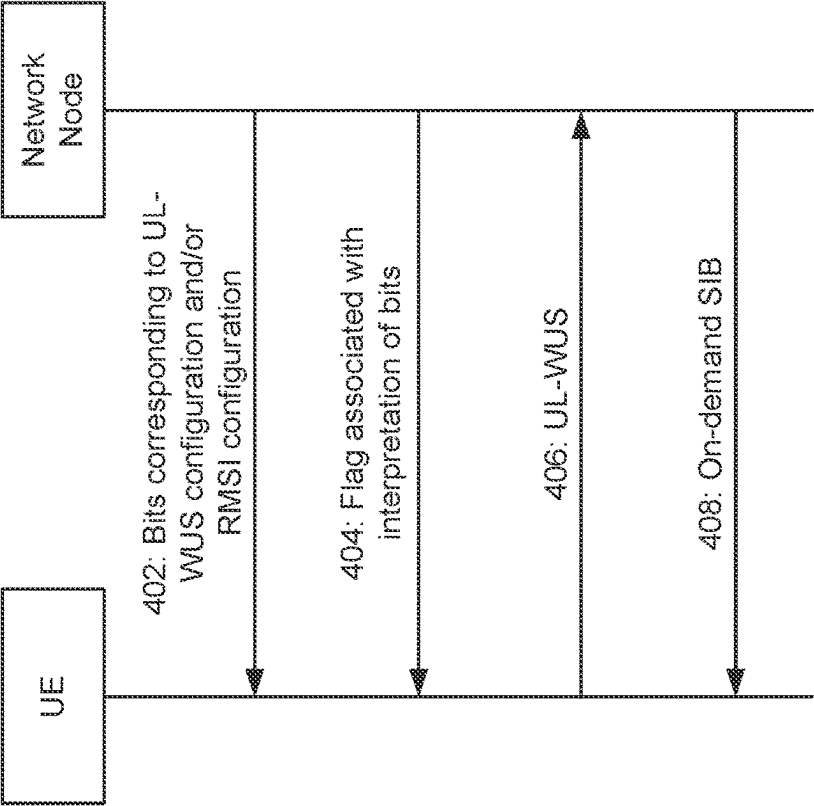 UE
Network
Node
402: Bits corresponding to UL-
WUS configuration and/or
RMSI configuration
404: Flag associated with
interpretation of bits
406: UL-WUS
408: On-demand SIB